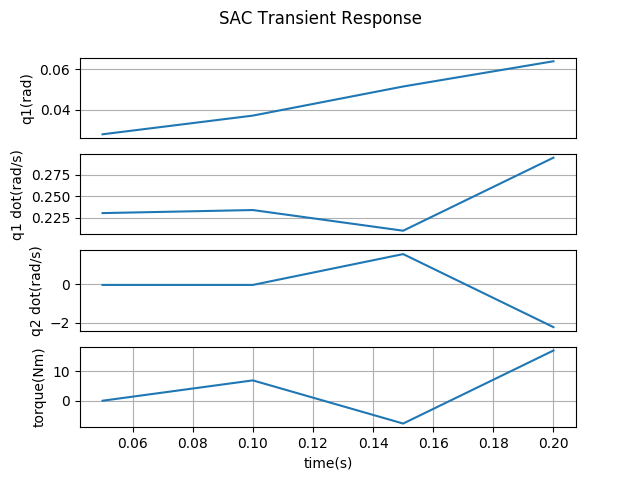 SAC Transient Response
q1(rad)
0.06
0.04
q1 dot(rad/s)
0.275
0.250
0.225
q2 dot(rad/s)
0
−2
torque(Nm)
10
0
0.06 0.08 0.10 0.12 0.14 0.16 0.18 0.20
time(s)